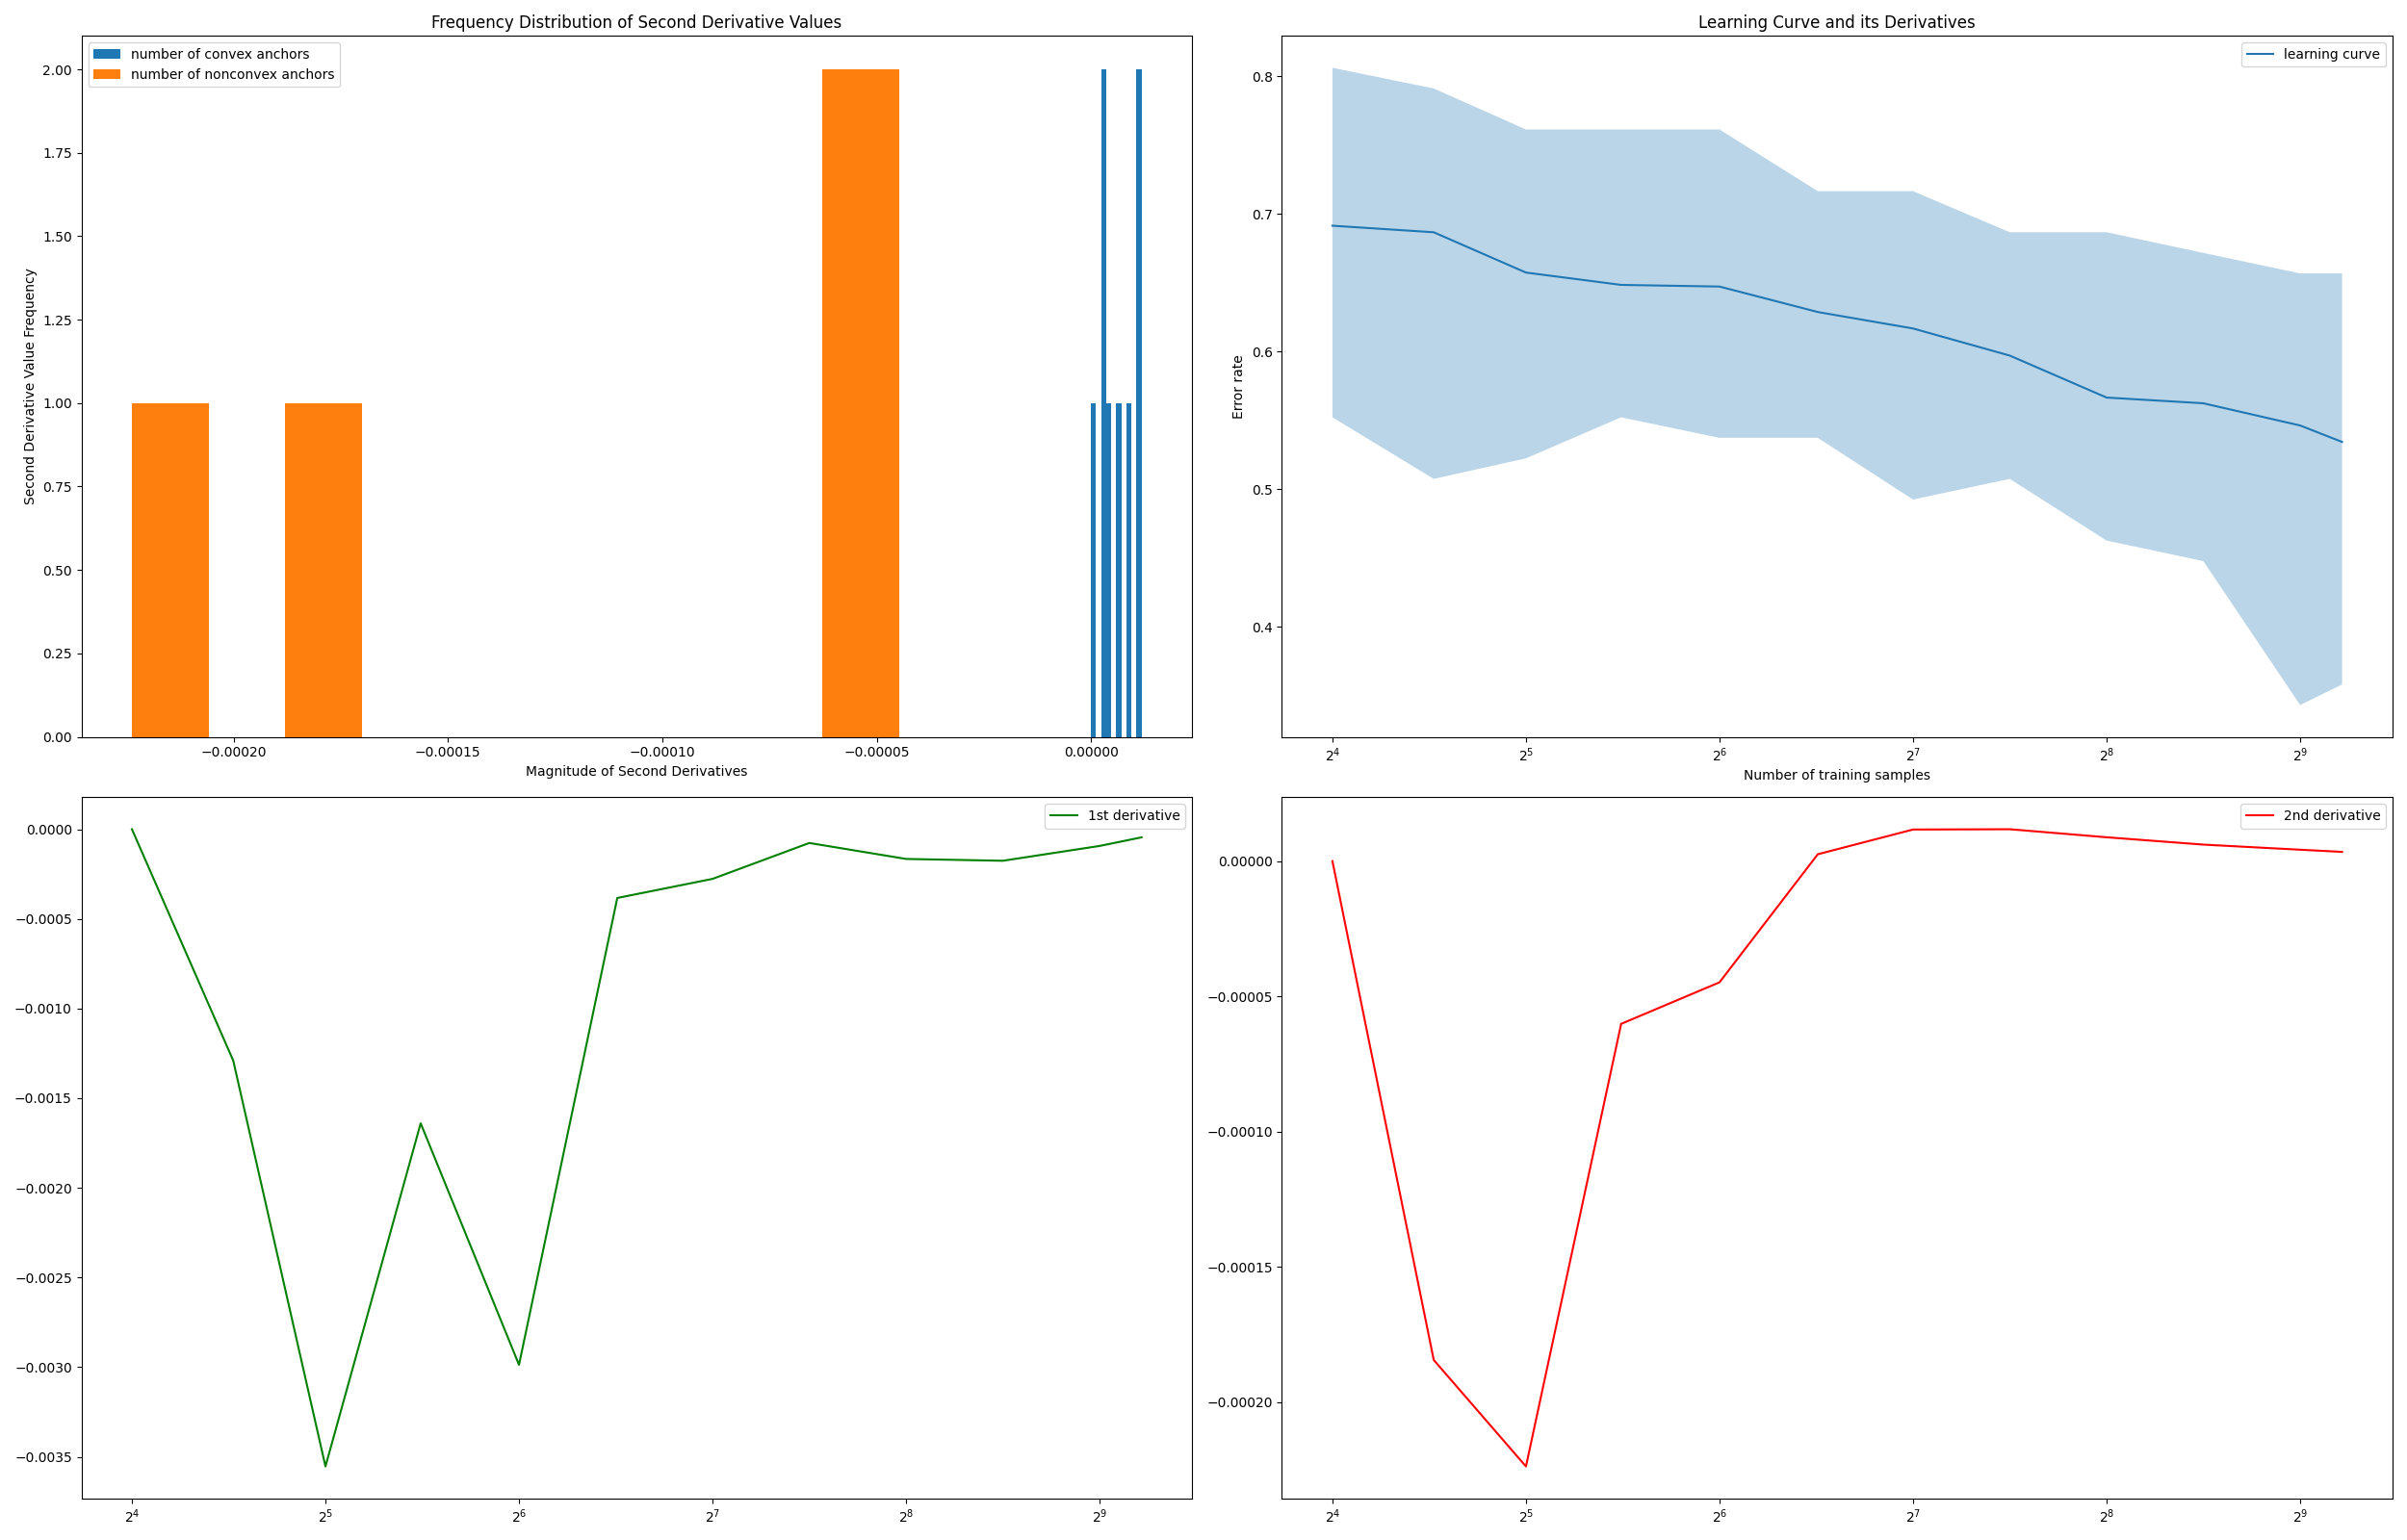 Frequency Distribution of Second Derivative Values
number of convex anchors
number of nonconvex anchors
Second Derivative Value Frequency
2.00
1.75
1.50
1.25
1.00
0.75
0.50
0.25
0.00
−0.00020 −0.00015 −0.00010 −0.00005 0.00000
Magnitude of Second Derivatives
Learning Curve and its Derivatives
learning curve
Error rate
0.8
0.7
0.6
0.5
0.4
2⁴ 2⁵ 2⁶ 2⁷ 2⁸ 2⁹
Number of training samples
1st derivative
0.0000
−0.0005
−0.0010
−0.0015
−0.0020
−0.0025
−0.0030
−0.0035
2⁴ 2⁵ 2⁶ 2⁷ 2⁸ 2⁹
2nd derivative
0.00000
−0.00005
−0.00010
−0.00015
−0.00020
2⁴ 2⁵ 2⁶ 2⁷ 2⁸ 2⁹